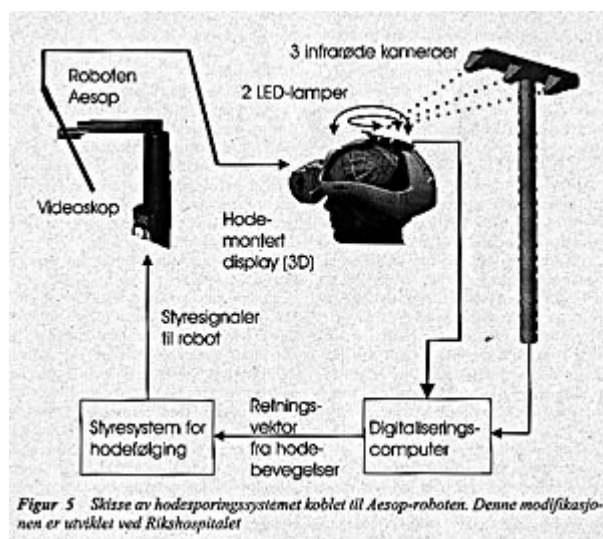 3 infrarøde kameraer
Roboten
Aesop
2 LED-lamper
Videoskop
Hode-
montert
display (3D)
Styresignaler
til robot
Styresystem for
hodefølging
Retnings-
vektor
fra hode-
bevegelser
Digitaliserings-
computer
Figur 5 Skisse av hodesporingssystemet koblet til Aesop-roboten. Denne modifikasjo-
nen er utviklet ved Rikshospitalet